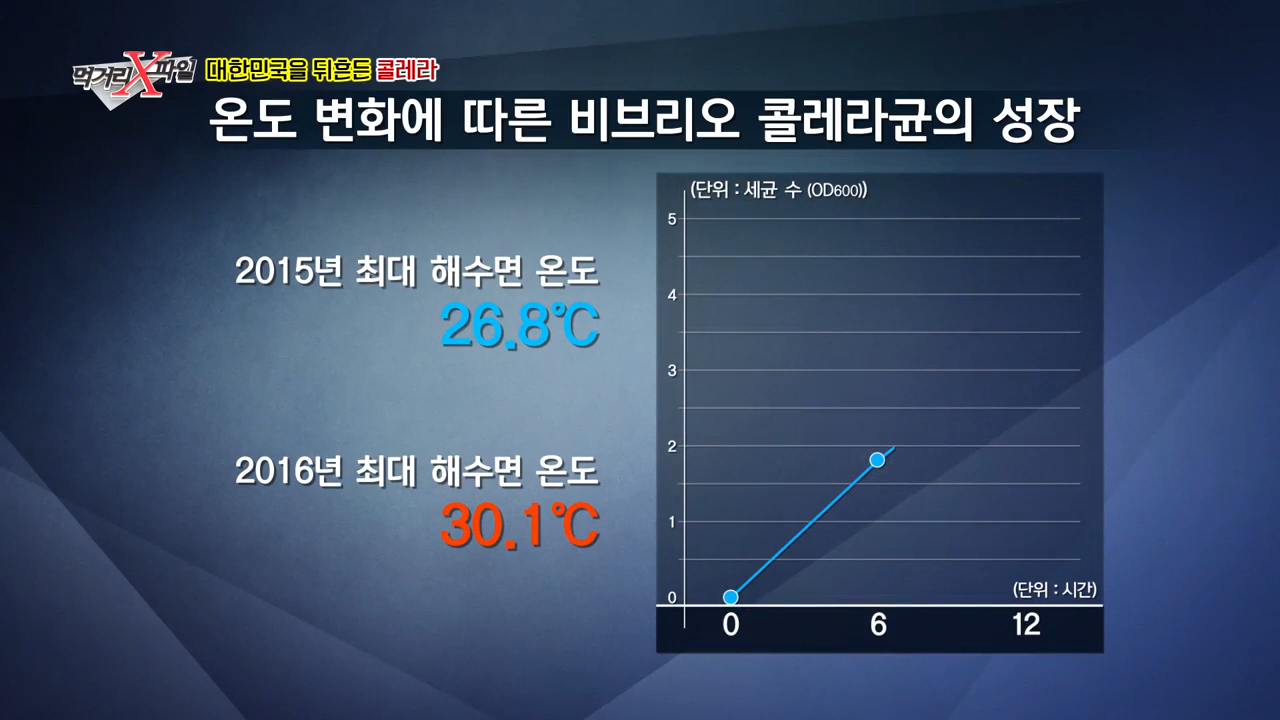 먹거리X파일 대한민국을 뒤흔든 콜레라
온도 변화에 따른 비브리오 콜레라균의 성장
2015년 최대 해수면 온도
26.8℃
2016년 최대 해수면 온도
30.1℃
(단위 : 세균 수 (OD600))
5
4
3
2
1
0
(단위 : 시간)
0 6 12